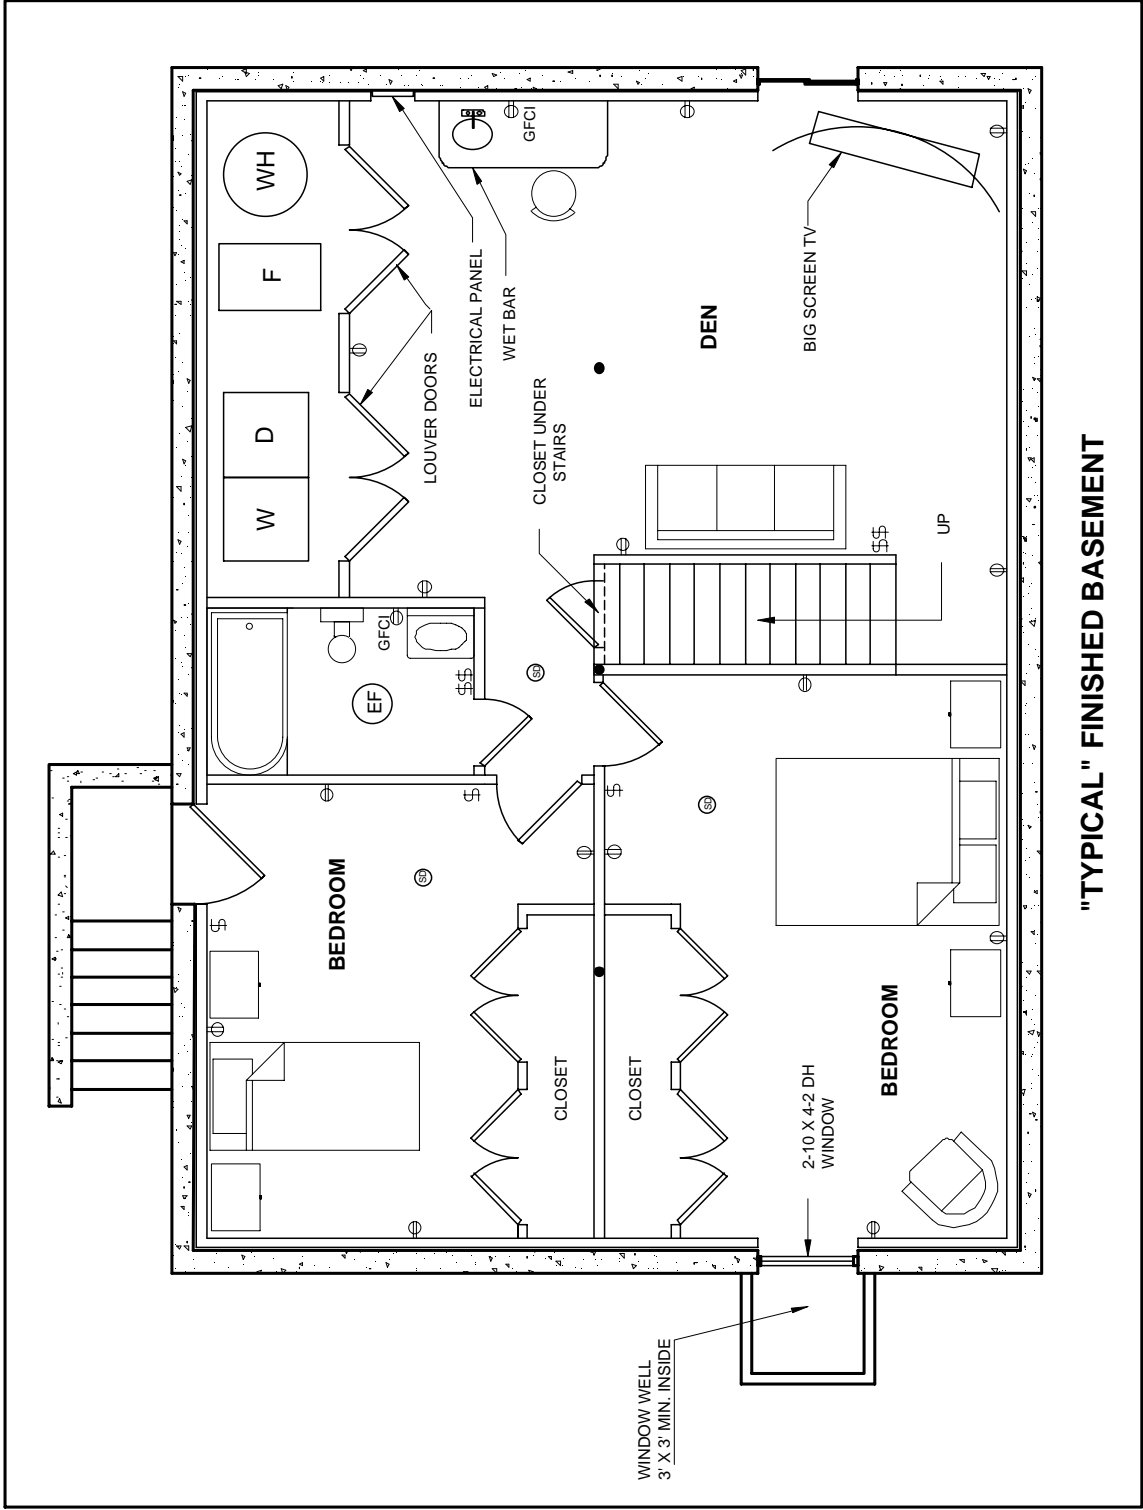 WH
F
D
W
GFCI
ELECTRICAL PANEL
WET BAR
LOUVER DOORS
DEN
BIG SCREEN TV
CLOSET UNDER
STAIRS
UP
GFCI
EF
$$
$$
SD
$
$
$
SD
SD
BEDROOM
CLOSET
CLOSET
BEDROOM
2-10 X 4-2 DH
WINDOW
WINDOW WELL
3' X 3' MIN. INSIDE
"TYPICAL" FINISHED BASEMENT